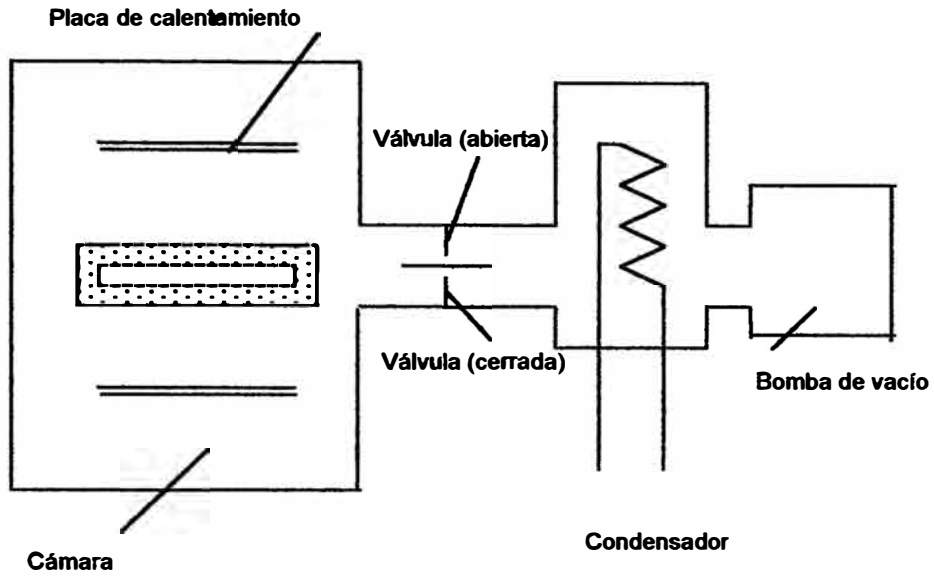 Placa de calentamiento
Válvula (abierta)
Válvula (cerrada)
Bomba de vacío
Condensador
Cámara